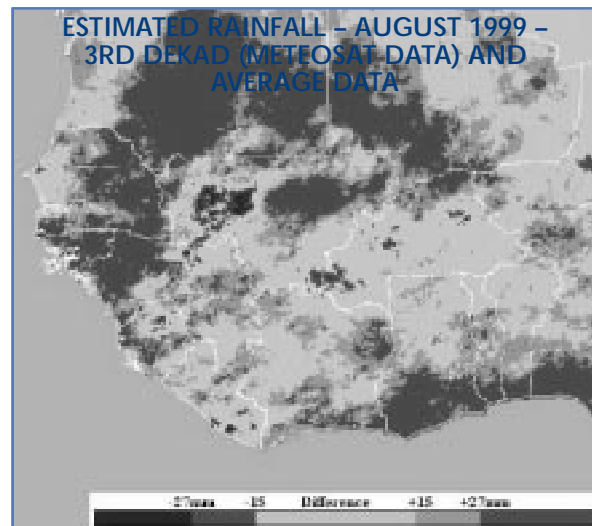 ESTIMATED RAINFALL – AUGUST 1999 –
3RD DEKAD (METEOSAT DATA) AND
AVERAGE DATA
-27mm -15 Difference +15 +27mm